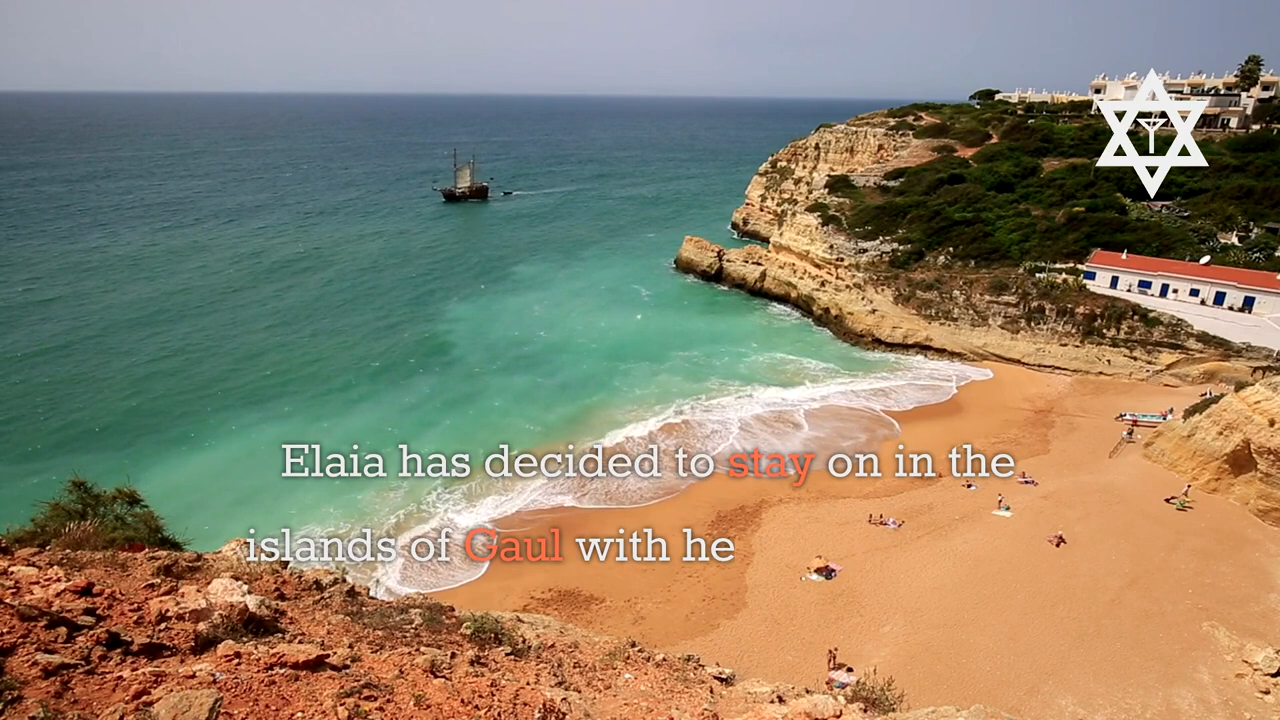 Elaia has decided to stay on in the
islands of Gaul with he